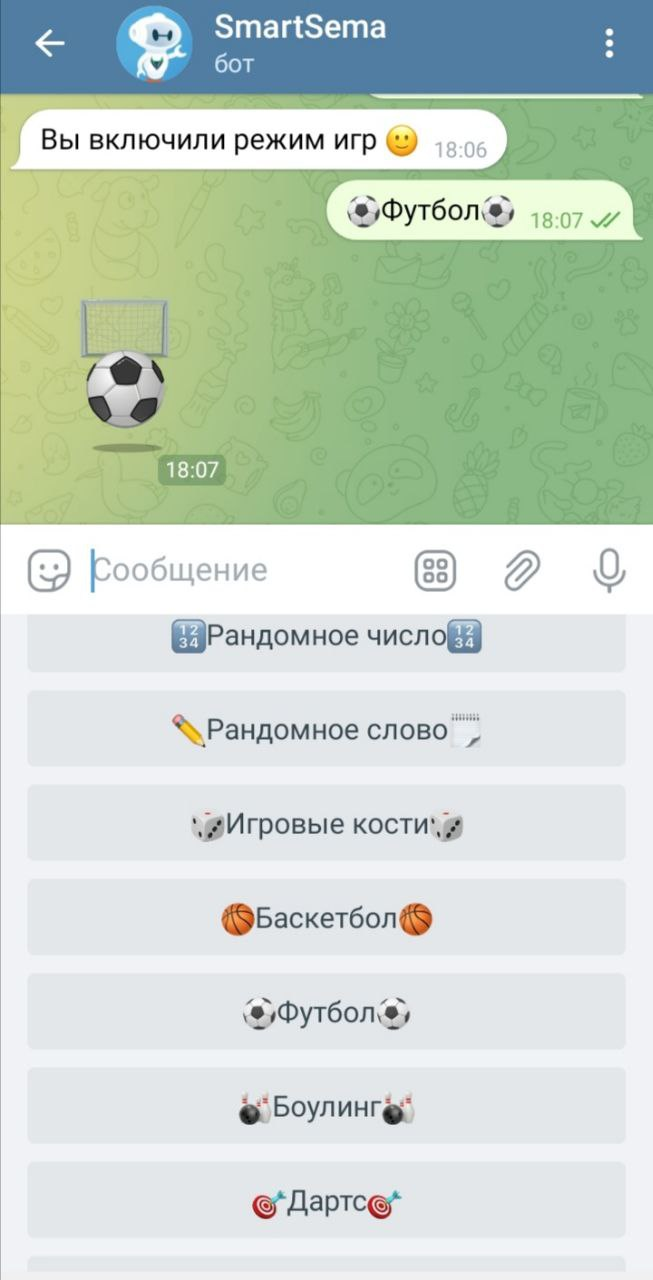 SmartSema
бот
Вы включили режим игр 🙂 18:06
⚽Футбол⚽ 18:07
18:07
Сообщение
🔢Рандомное число🔢
✏️Рандомное слово🗒️
🎲Игровые кости🎲
🏀Баскетбол🏀
⚽Футбол⚽
🎳Боулинг🎳
🎯Дартс🎯